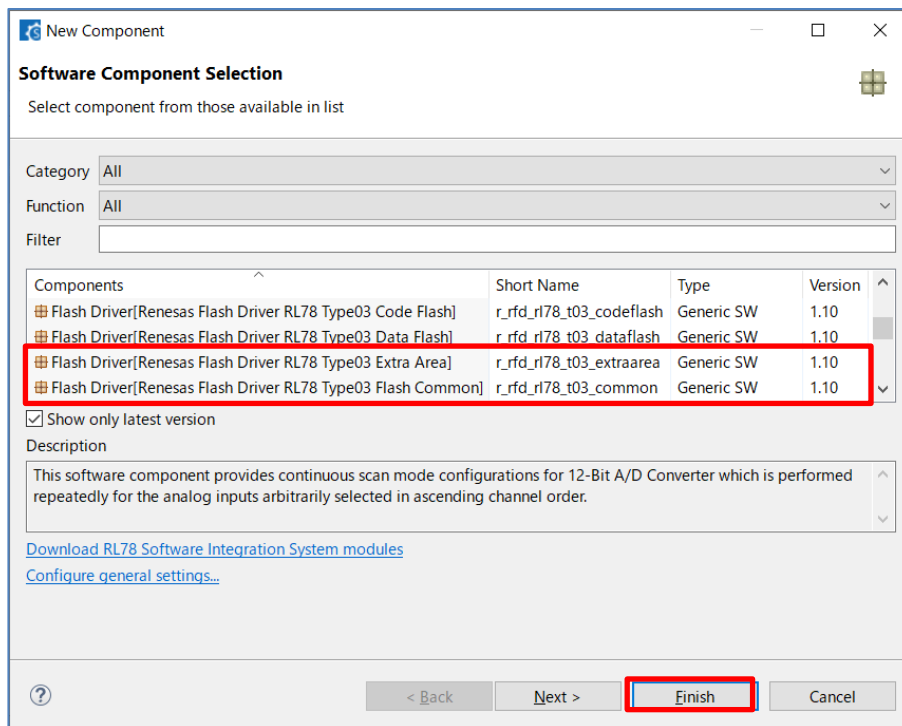 New Component
Software Component Selection
Select component from those available in list
Category All
Function All
Filter
Components Short Name Type Version
Flash Driver[Renesas Flash Driver RL78 Type03 Code Flash] r_rfd_rl78_t03_codeflash Generic SW 1.10
Flash Driver[Renesas Flash Driver RL78 Type03 Data Flash] r_rfd_rl78_t03_dataflash Generic SW 1.10
Flash Driver[Renesas Flash Driver RL78 Type03 Extra Area] r_rfd_rl78_t03_extraarea Generic SW 1.10
Flash Driver[Renesas Flash Driver RL78 Type03 Flash Common] r_rfd_rl78_t03_common Generic SW 1.10
Show only latest version
Description
This software component provides continuous scan mode configurations for 12-Bit A/D Converter which is performed
repeatedly for the analog inputs arbitrarily selected in ascending channel order.
Download RL78 Software Integration System modules
Configure general settings...
? < Back Next > Finish Cancel